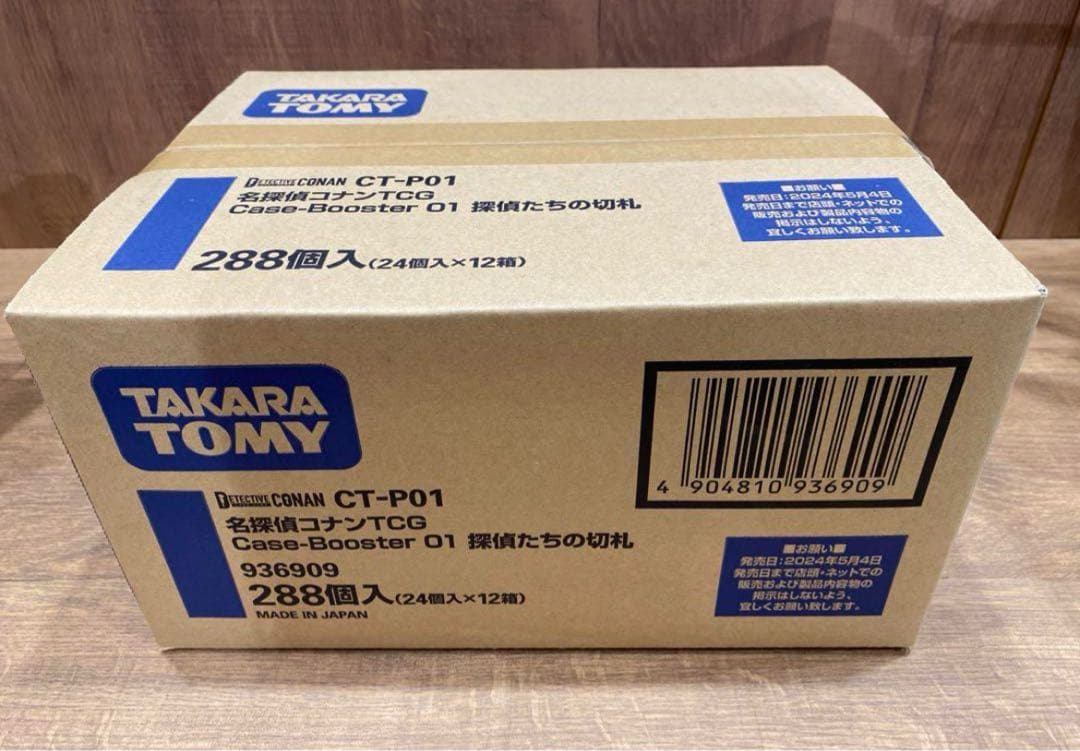 TAKARA
TOMY
DETECTIVE CONAN CT-P01
名探偵コナンTCG
Case-Booster 01 探偵たちの切札
288個入(24個入×12箱)
■お願い■
発売日:2024年5月4日
発売日まで店頭・ネットでの
販売および製品内容物の
掲示はしないよう、
宜しくお願い致します。
TAKARA
TOMY
DETECTIVE CONAN CT-P01
名探偵コナンTCG
Case-Booster 01 探偵たちの切札
936909
288個入(24個入×12箱)
MADE IN JAPAN
4 904810 936909
■お願い■
発売日:2024年5月4日
発売日まで店頭・ネットでの
販売および製品内容物の
掲示はしないよう、
宜しくお願い致します。